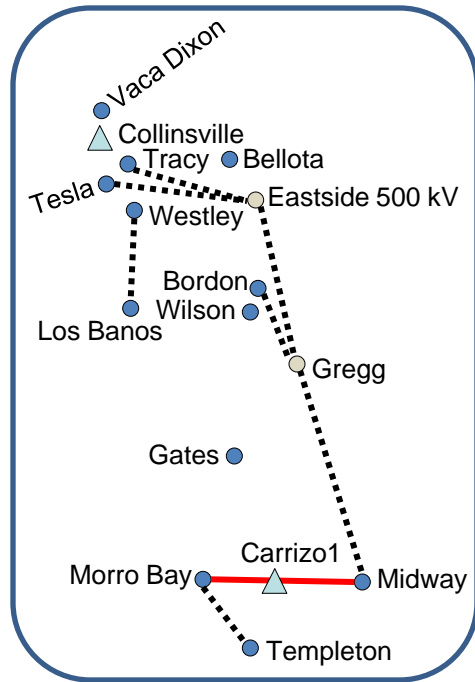 Vaca Dixon
Collinsville
Tracy
Bellota
Tesla
Eastside 500 kV
Westley
Bordon
Wilson
Los Banos
Gregg
Gates
Carrizo1
Morro Bay
Midway
Templeton